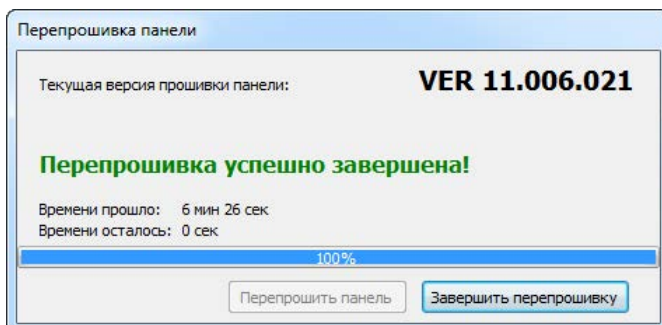 Перепрошивка панели
Текущая версия прошивки панели: VER 11.006.021
Перепрошивка успешно завершена!
Времени прошло: 6 мин 26 сек
Времени осталось: 0 сек
100%
Перепрошить панель Завершить перепрошивку